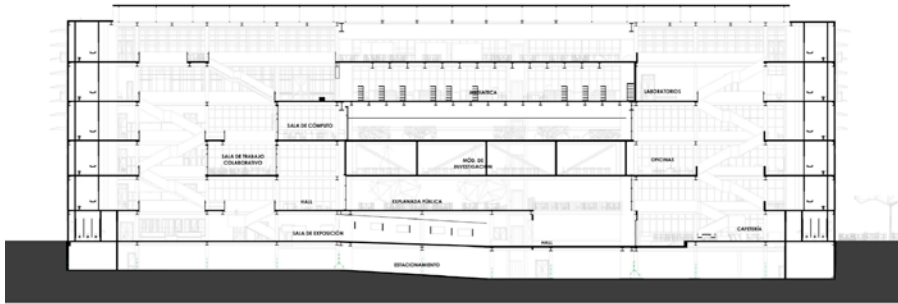 MEDIATECA
LABORATORIOS
SALA DE CÓMPUTO
SALA DE TRABAJO
COLABORATIVO
MÓD. DE
INVESTIGACIÓN
OFICINAS
HALL
EXPLANADA PÚBLICA
SALA DE EXPOSICIÓN
CAFETERÍA
HALL
ESTACIONAMIENTO